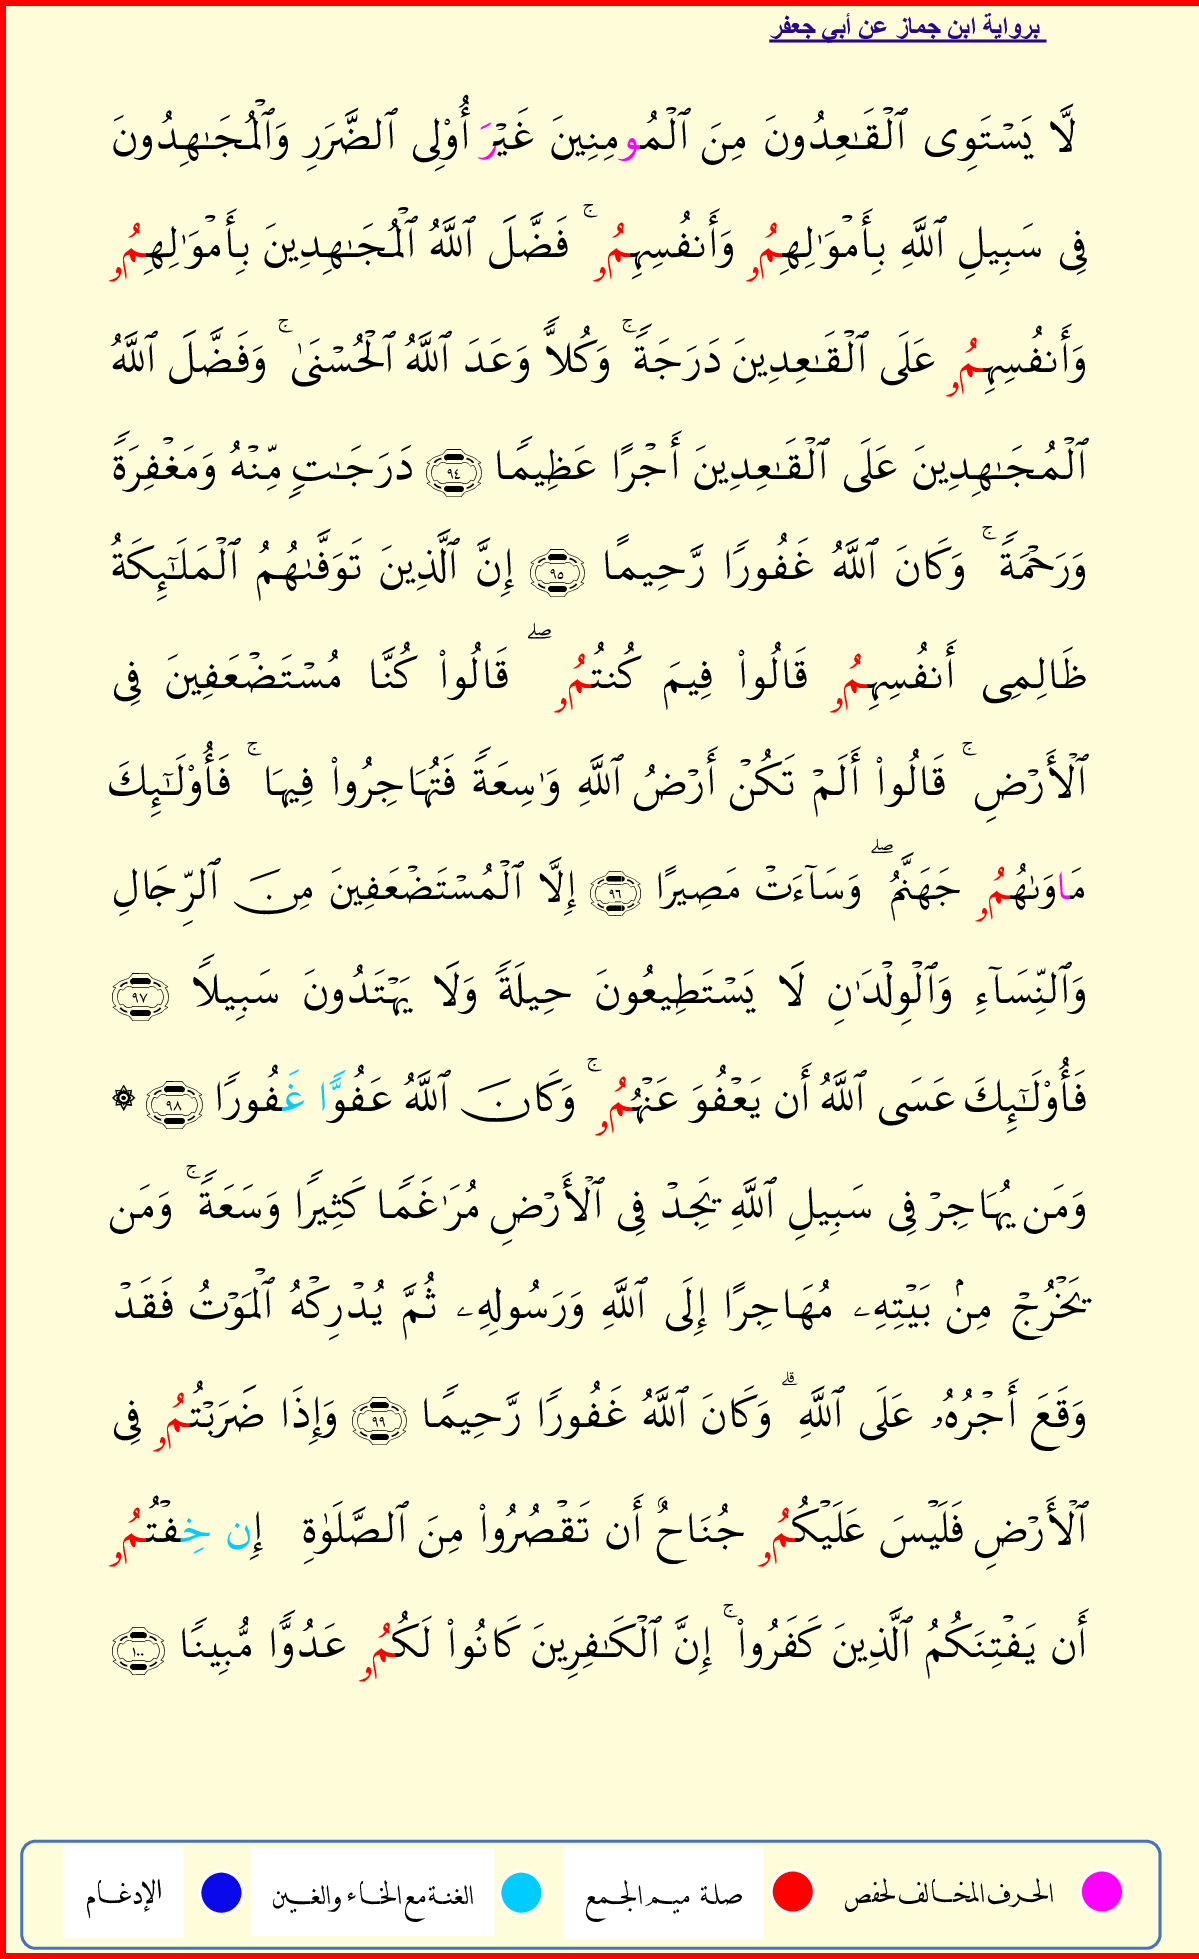 برواية ابن جماز عن أبي جعفر
لَّا يَسۡتَوِى ٱلۡقَـٰعِدُونَ مِنَ ٱلۡمُومِنِينَ غَيۡرَ أُوْلِى ٱلضَّرَرِ وَٱلۡمُجَـٰهِدُونَ
فِى سَبِيلِ ٱللَّهِ بِأَمۡوَٰلِهِمُۥ وَأَنفُسِهِمُۥ ۚ فَضَّلَ ٱللَّهُ ٱلۡمُجَـٰهِدِينَ بِأَمۡوَٰلِهِمُۥ
وَأَنفُسِهِمُۥ عَلَى ٱلۡقَـٰعِدِينَ دَرَجَةً ۚ وَكُلاًّ وَعَدَ ٱللَّهُ ٱلۡحُسۡنَىٰ ۚ وَفَضَّلَ ٱللَّهُ
ٱلۡمُجَـٰهِدِينَ عَلَى ٱلۡقَـٰعِدِينَ أَجۡرًا عَظِيمًا ٩٤ دَرَجَـٰتٍ مِّنۡهُ وَمَغۡفِرَةً
وَرَحۡمَةً ۚ وَكَانَ ٱللَّهُ غَفُورًا رَّحِيمًا ٩٥ إِنَّ ٱلَّذِينَ تَوَفَّىٰهُمُ ٱلۡمَلَـٰٓئِكَةُ
ظَالِمِى أَنفُسِهِمُۥ قَالُواْ فِيمَ كُنتُمُۥ ۖ قَالُواْ كُنَّا مُسۡتَضۡعَفِينَ فِى
ٱلۡأَرۡضِ ۚ قَالُواْ أَلَمۡ تَكُنۡ أَرۡضُ ٱللَّهِ وَٰسِعَةً فَتُهَاجِرُواْ فِيهَا ۚ فَأُوْلَـٰٓئِكَ
مَاوَىٰهُمُۥ جَهَنَّمُ ۖ وَسَآءَتۡ مَصِيرًا ٩٦ إِلَّا ٱلۡمُسۡتَضۡعَفِينَ مِنَ ٱلرِّجَالِ
وَٱلنِّسَآءِ وَٱلۡوِلۡدَٰنِ لَا يَسۡتَطِيعُونَ حِيلَةً وَلَا يَهۡتَدُونَ سَبِيلاً ٩٧
فَأُوْلَـٰٓئِكَ عَسَى ٱللَّهُ أَن يَعۡفُوَ عَنۡهُمُۥ ۚ وَكَانَ ٱللَّهُ عَفُوًّا غَفُورًا ٩٨ ۞
وَمَن يُهَاجِرۡ فِى سَبِيلِ ٱللَّهِ يَجِدۡ فِى ٱلۡأَرۡضِ مُرَٰغَمًا كَثِيرًا وَسَعَةً ۚ وَمَن
يَخۡرُجۡ مِنۢ بَيۡتِهِۦ مُهَاجِرًا إِلَى ٱللَّهِ وَرَسُولِهِۦ ثُمَّ يُدۡرِكۡهُ ٱلۡمَوۡتُ فَقَدۡ
وَقَعَ أَجۡرُهُۥ عَلَى ٱللَّهِ ۗ وَكَانَ ٱللَّهُ غَفُورًا رَّحِيمًا ٩٩ وَإِذَا ضَرَبۡتُمُۥ فِى
ٱلۡأَرۡضِ فَلَيۡسَ عَلَيۡكُمُۥ جُنَاحٌ أَن تَقۡصُرُواْ مِنَ ٱلصَّلَوٰةِ إِن خِفۡتُمُۥ
أَن يَفۡتِنَكُمُ ٱلَّذِينَ كَفَرُواْ ۚ إِنَّ ٱلۡكَـٰفِرِينَ كَانُواْ لَكُمُۥ عَدُوًّا مُّبِينًا ١٠٠
الحرف المخالف لحفص صلة ميم الجمع الغنة مع الخاء والغين الإدغام